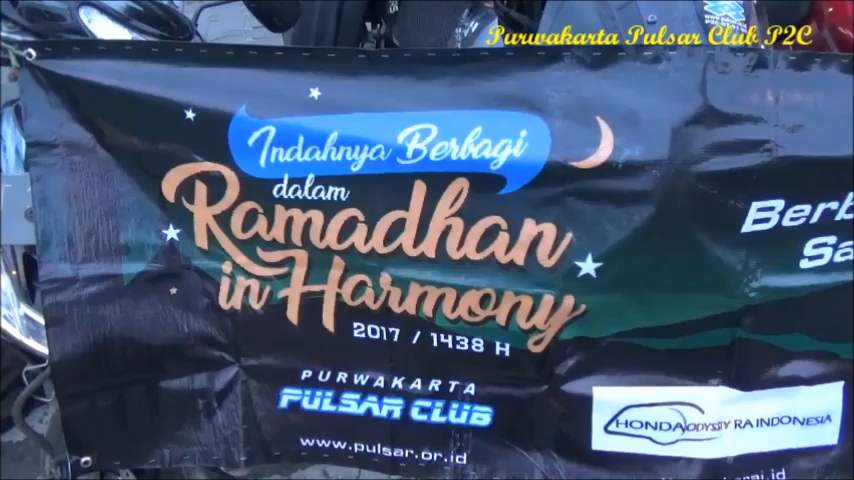 Purwakarta Pulsar Club P2C
Indahnya Berbagi
dalam
Ramadhan
in Harmony
2017 / 1438 H
PURWAKARTA
PULSAR CLUB
www.pulsar.or.id
HONDA ODYSSEY RA INDONESIA